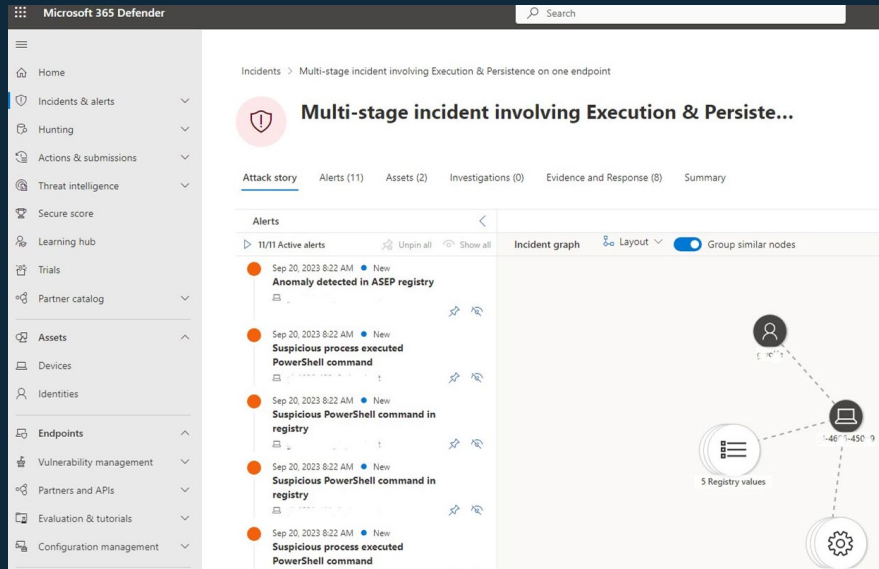 Microsoft 365 Defender
Search
Home
Incidents & alerts
Hunting
Actions & submissions
Threat intelligence
Secure score
Learning hub
Trials
Partner catalog
Assets
Devices
Identities
Endpoints
Vulnerability management
Partners and APIs
Evaluation & tutorials
Configuration management
Incidents > Multi-stage incident involving Execution & Persistence on one endpoint
Multi-stage incident involving Execution & Persiste...
Attack story Alerts (11) Assets (2) Investigations (0) Evidence and Response (8) Summary
Alerts
11/11 Active alerts Unpin all Show all
Sep 20, 2023 8:22 AM New
Anomaly detected in ASEP registry
Sep 20, 2023 8:22 AM New
Suspicious process executed
PowerShell command
Sep 20, 2023 8:22 AM New
Suspicious PowerShell command in
registry
Sep 20, 2023 8:22 AM New
Suspicious PowerShell command in
registry
Sep 20, 2023 8:22 AM New
Suspicious process executed
PowerShell command
Incident graph Layout Group similar nodes
5 Registry values